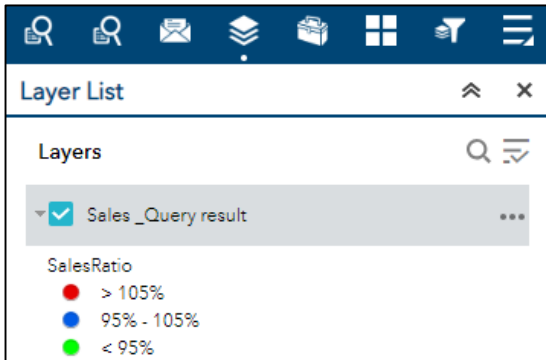 Layer List
Layers
Sales _Query result
SalesRatio
> 105%
95% - 105%
< 95%